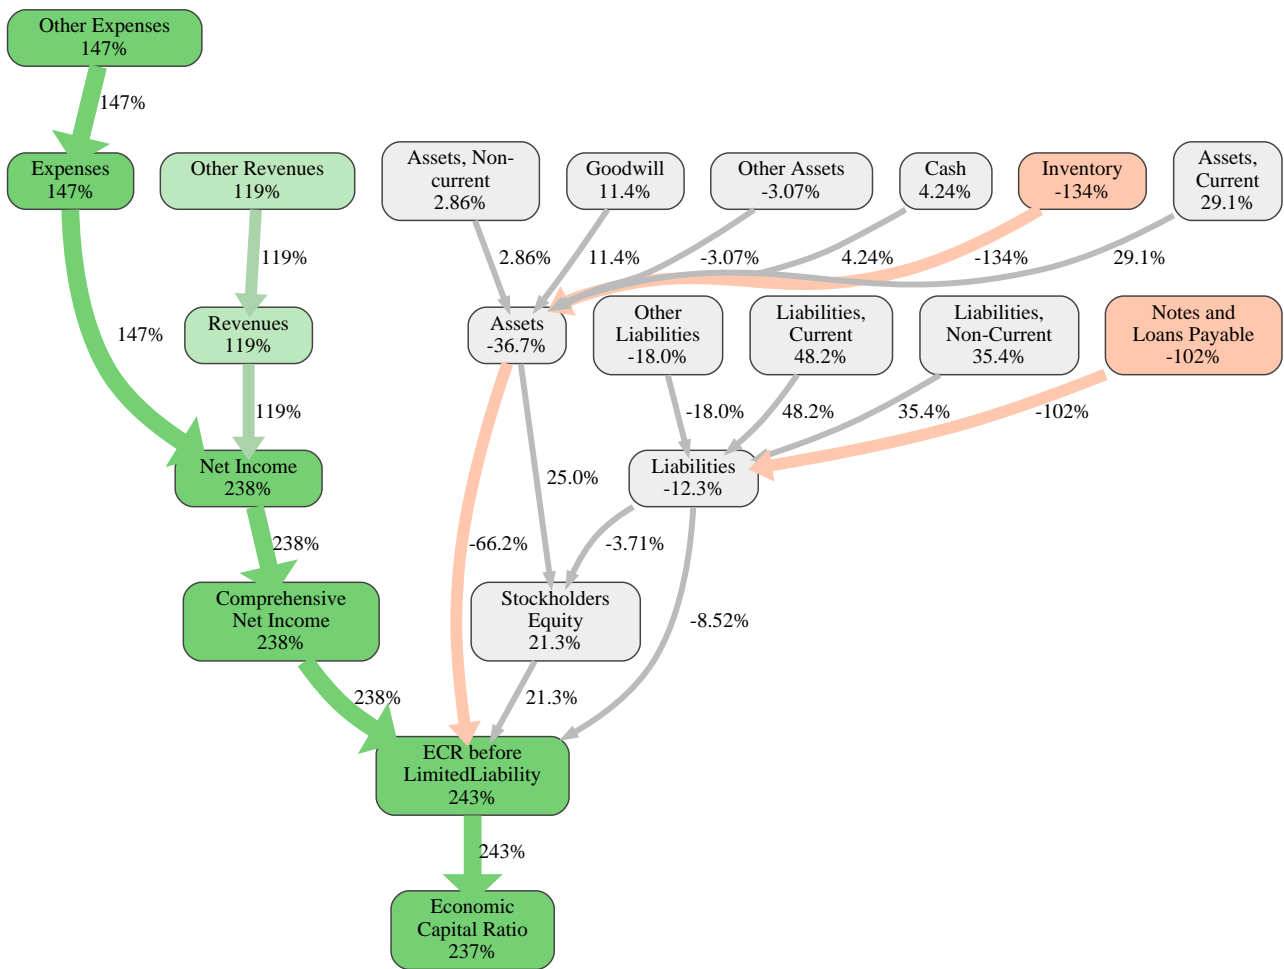 Other Expenses
147%
147%
Expenses
147%
Other Revenues
119%
Assets, Non-
current
2.86%
Goodwill
11.4%
Other Assets
-3.07%
Cash
4.24%
Inventory
-134%
Assets,
Current
29.1%
119%
2.86%
11.4%
-3.07%
4.24%
-134%
29.1%
147%
Revenues
119%
Assets
-36.7%
Other
Liabilities
-18.0%
Liabilities,
Current
48.2%
Liabilities,
Non-Current
35.4%
Notes and
Loans Payable
-102%
119%
-18.0%
48.2%
35.4%
-102%
Net Income
238%
25.0%
Liabilities
-12.3%
238%
-66.2%
-3.71%
Comprehensive
Net Income
238%
Stockholders
Equity
21.3%
-8.52%
238%
21.3%
ECR before
LimitedLiability
243%
243%
Economic
Capital Ratio
237%